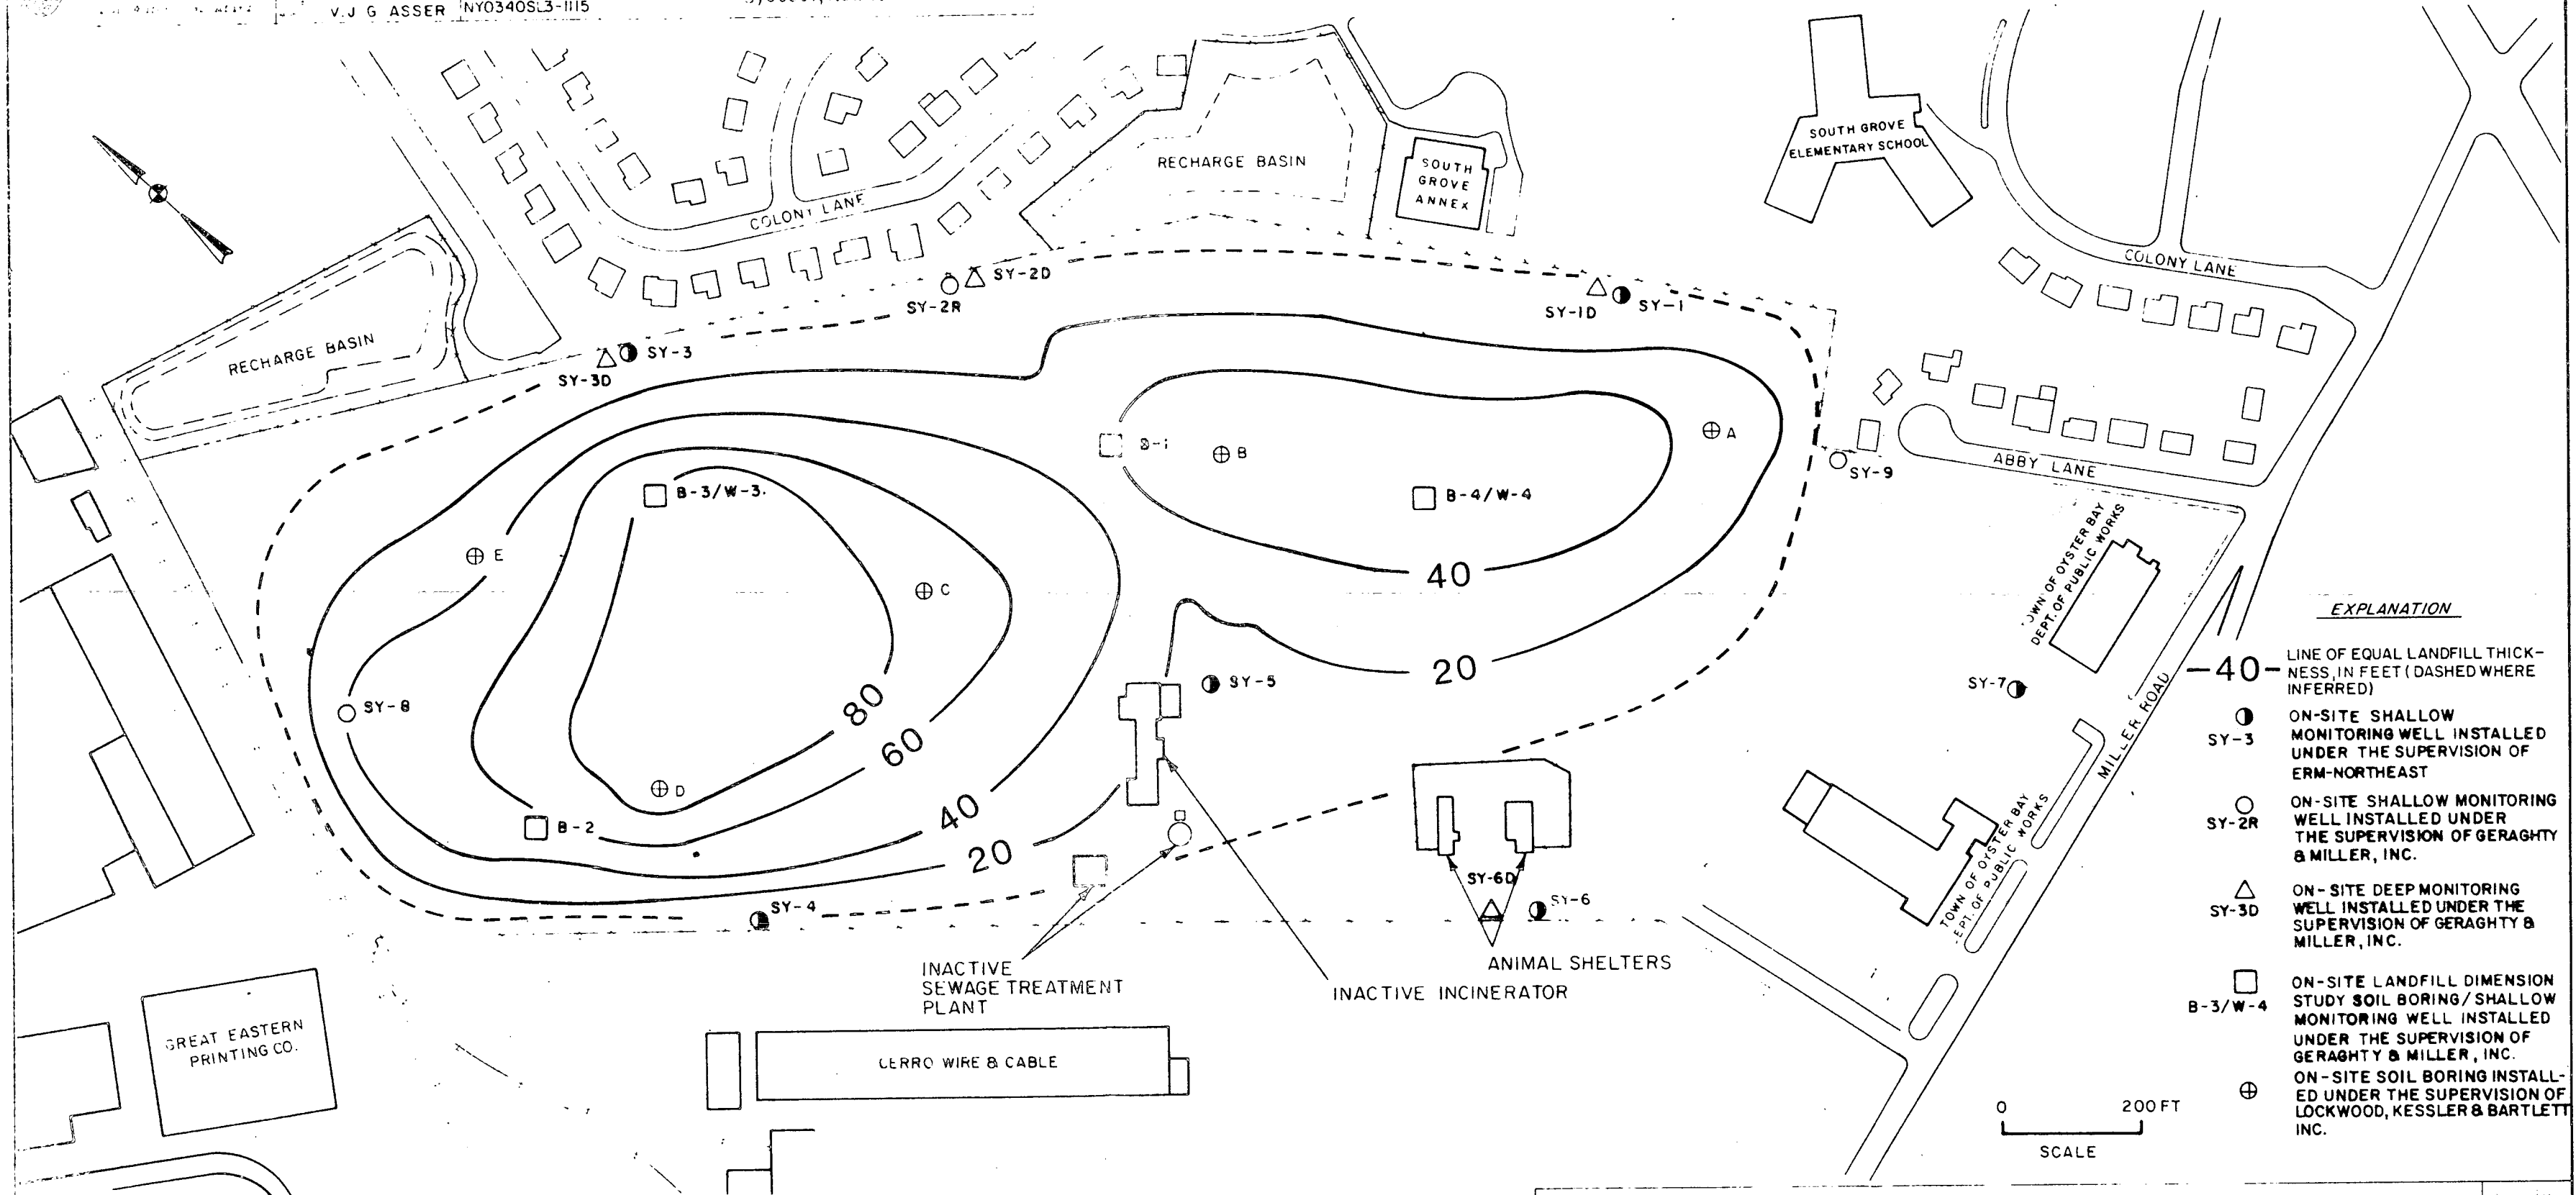 V.J G ASSER NY0340SL3-1115
SOUTH GROVE
ELEMENTARY SCHOOL
RECHARGE BASIN
SOUTH
GROVE
ANNEX
COLONY LANE
COLONY LANE
SY-2D
SY-2R
SY-1D
SY-1
RECHARGE BASIN
SY-3
SY-3D
A
B
SY-9
ABBY LANE
B-3/W-3.
B-4/W-4
E
C
40
TOWN OF OYSTER BAY
DEPT. OF PUBLIC WORKS
SY-5
20
SY-7
MILLER ROAD
SY-8
80
60
D
40
B-2
20
SY-4
SY-6D
SY-6
TOWN OF OYSTER BAY
DEPT. OF PUBLIC WORKS
INACTIVE
SEWAGE TREATMENT
PLANT
INACTIVE INCINERATOR
ANIMAL SHELTERS
GREAT EASTERN
PRINTING CO.
CERRO WIRE & CABLE
EXPLANATION
-40-
LINE OF EQUAL LANDFILL THICK-
NESS, IN FEET (DASHED WHERE
INFERRED)
SY-3
ON-SITE SHALLOW
MONITORING WELL INSTALLED
UNDER THE SUPERVISION OF
ERM-NORTHEAST
SY-2R
ON-SITE SHALLOW MONITORING
WELL INSTALLED UNDER
THE SUPERVISION OF GERAGHTY
& MILLER, INC.
SY-3D
ON-SITE DEEP MONITORING
WELL INSTALLED UNDER THE
SUPERVISION OF GERAGHTY &
MILLER, INC.
B-3/W-4
ON-SITE LANDFILL DIMENSION
STUDY SOIL BORING/SHALLOW
MONITORING WELL INSTALLED
UNDER THE SUPERVISION OF
GERAGHTY & MILLER, INC.
ON-SITE SOIL BORING INSTALL-
ED UNDER THE SUPERVISION OF
LOCKWOOD, KESSLER & BARTLETT
INC.
0 200 FT
SCALE